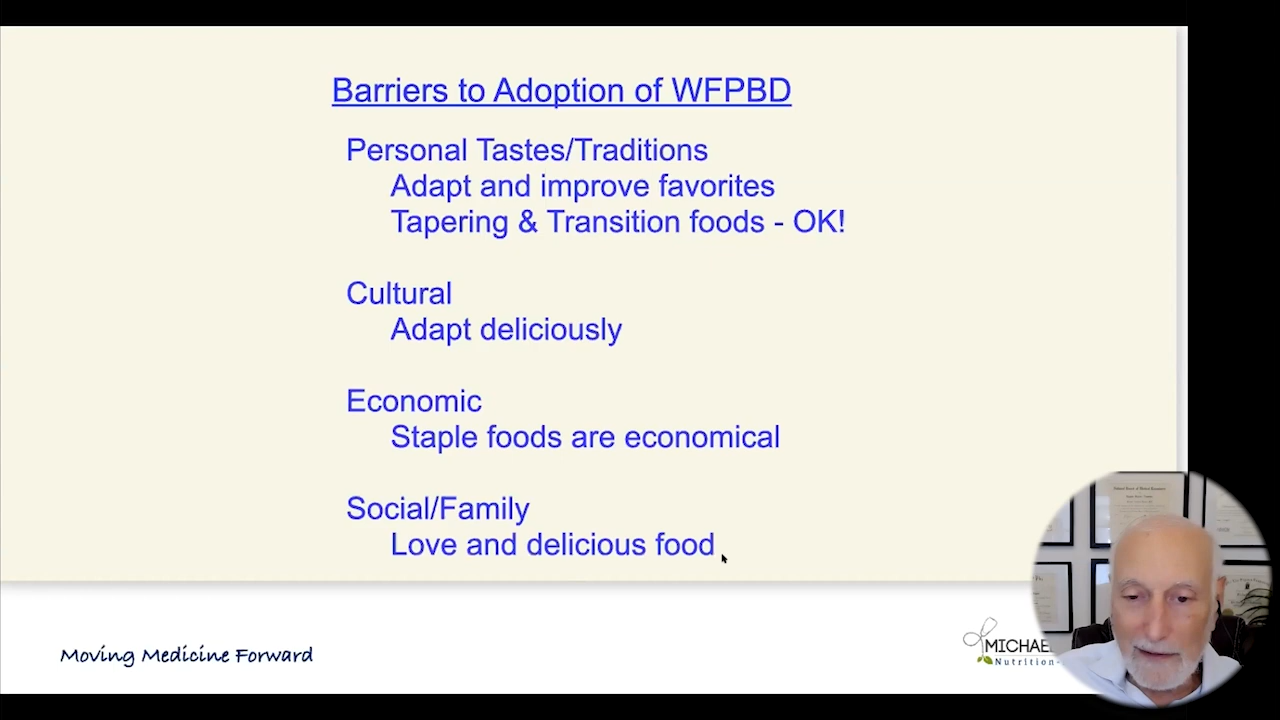 Barriers to Adoption of WFPBD
Personal Tastes/Traditions
Adapt and improve favorites
Tapering & Transition foods - OK!
Cultural
Adapt deliciously
Economic
Staple foods are economical
Social/Family
Love and delicious food
Moving Medicine Forward
Nutrition-